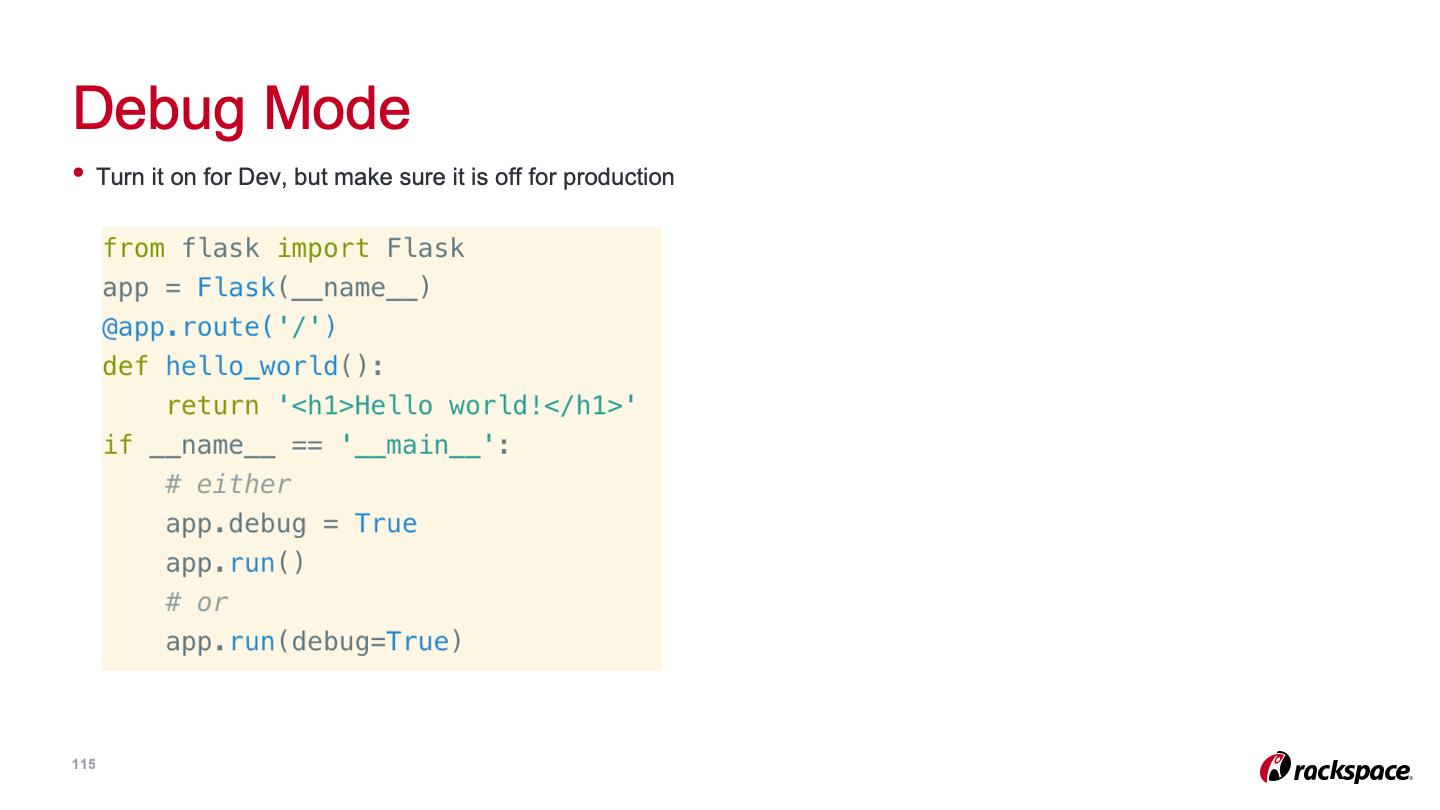 Debug Mode
• Turn it on for Dev, but make sure it is off for production
from flask import Flask
app = Flask(__name__)
@app.route('/')
def hello_world():
    return '<h1>Hello world!</h1>'
if __name__ == '__main__':
    # either
    app.debug = True
    app.run()
    # or
    app.run(debug=True)
115
rackspace.